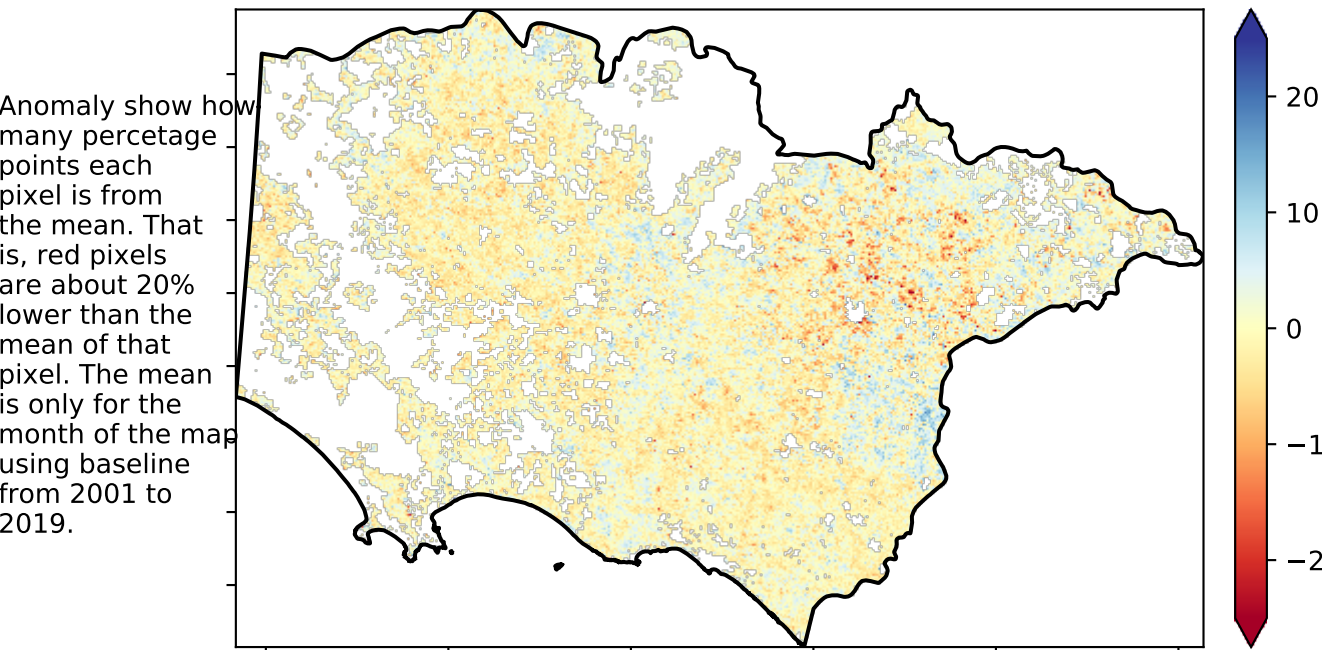 Anomaly show how
many percetage
points each
pixel is from
the mean. That
is, red pixels
are about 20%
lower than the
mean of that
pixel. The mean
is only for the
month of the map
using baseline
from 2001 to
2019.
20
10
0
−1
−2